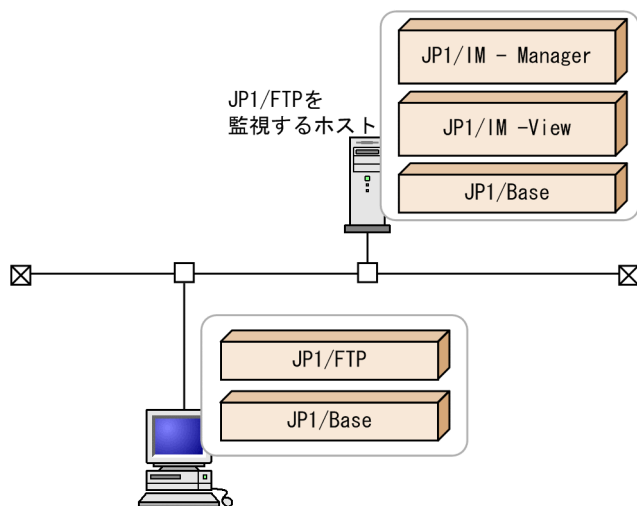 JP1/IM - Manager
JP1/FTPを
監視するホスト
JP1/IM -View
JP1/Base
JP1/FTP
JP1/Base